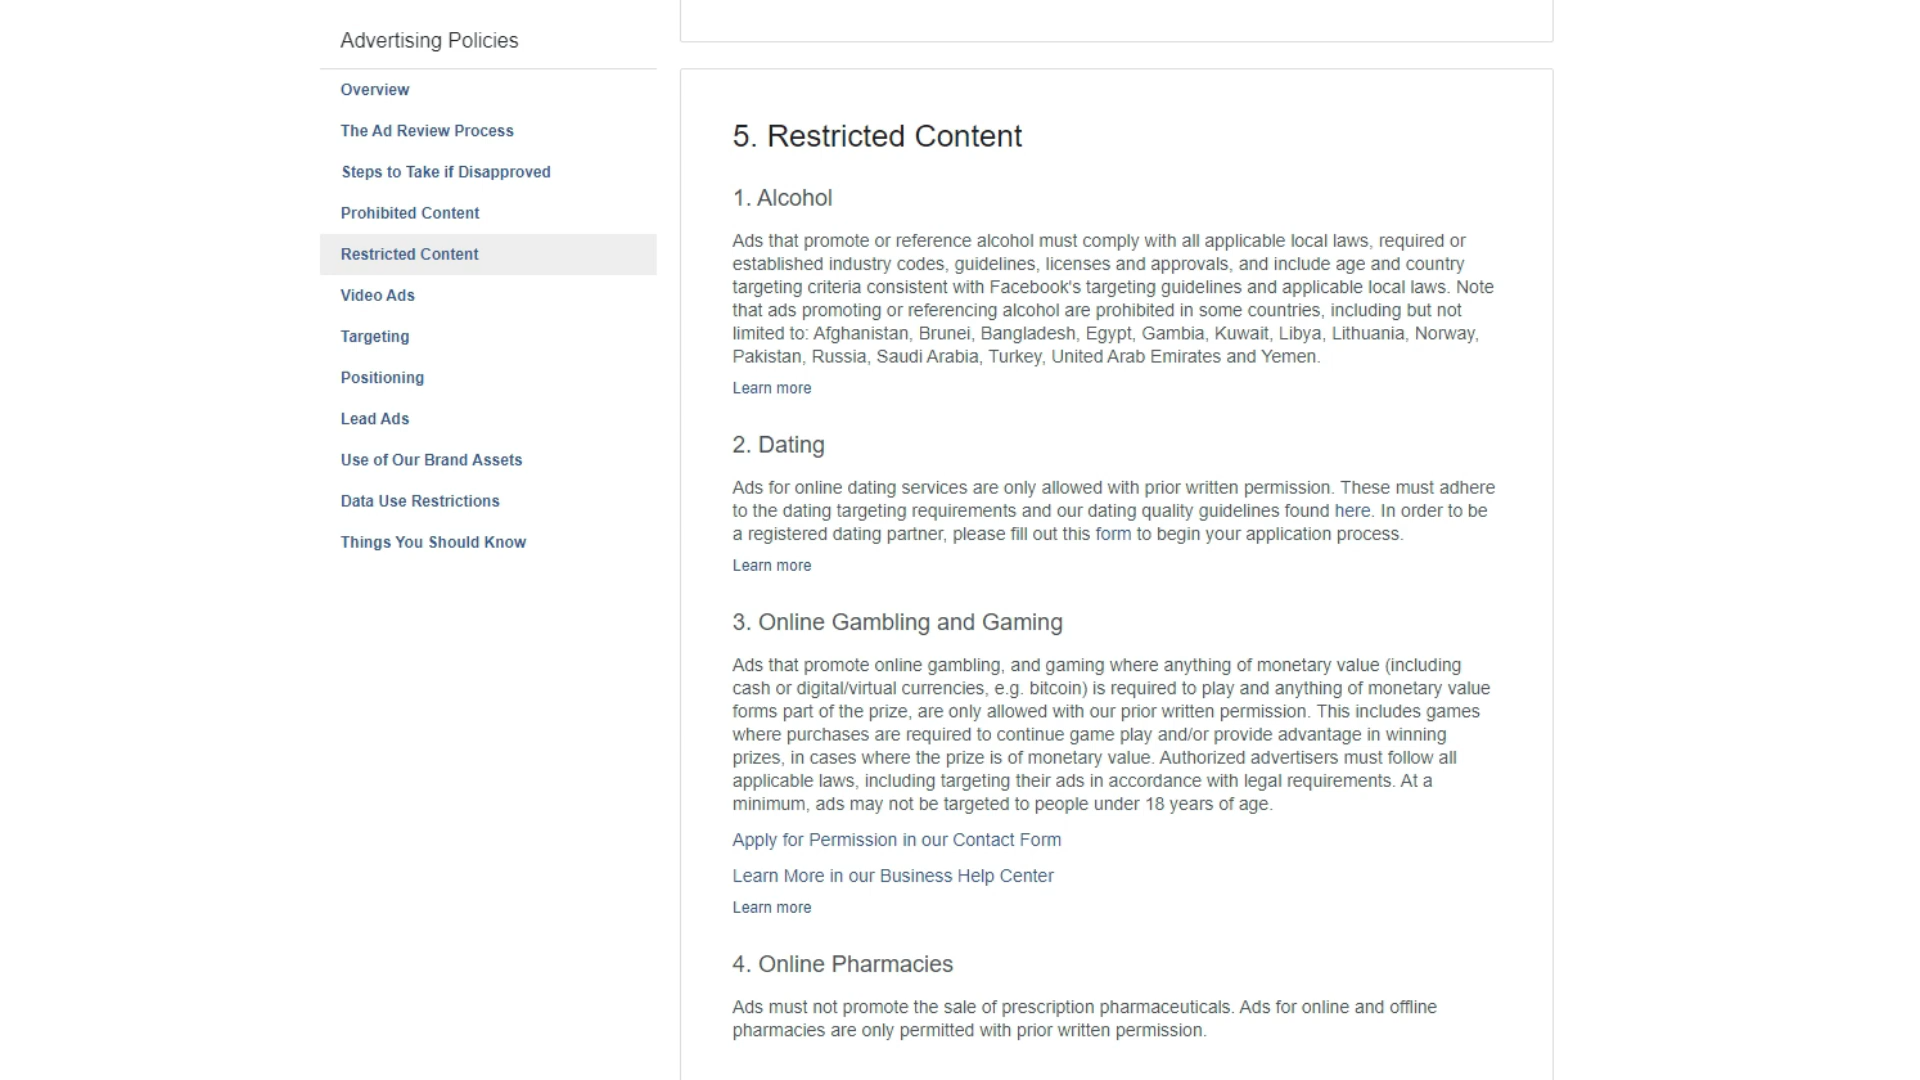 Advertising Policies
Overview
The Ad Review Process
Steps to Take if Disapproved
Prohibited Content
Restricted Content
Video Ads
Targeting
Positioning
Lead Ads
Use of Our Brand Assets
Data Use Restrictions
Things You Should Know
5. Restricted Content
1. Alcohol
Ads that promote or reference alcohol must comply with all applicable local laws, required or
established industry codes, guidelines, licenses and approvals, and include age and country
targeting criteria consistent with Facebook's targeting guidelines and applicable local laws. Note
that ads promoting or referencing alcohol are prohibited in some countries, including but not
limited to: Afghanistan, Brunei, Bangladesh, Egypt, Gambia, Kuwait, Libya, Lithuania, Norway,
Pakistan, Russia, Saudi Arabia, Turkey, United Arab Emirates and Yemen.
Learn more
2. Dating
Ads for online dating services are only allowed with prior written permission. These must adhere
to the dating targeting requirements and our dating quality guidelines found here. In order to be
a registered dating partner, please fill out this form to begin your application process.
Learn more
3. Online Gambling and Gaming
Ads that promote online gambling, and gaming where anything of monetary value (including
cash or digital/virtual currencies, e.g. bitcoin) is required to play and anything of monetary value
forms part of the prize, are only allowed with our prior written permission. This includes games
where purchases are required to continue game play and/or provide advantage in winning
prizes, in cases where the prize is of monetary value. Authorized advertisers must follow all
applicable laws, including targeting their ads in accordance with legal requirements. At a
minimum, ads may not be targeted to people under 18 years of age.
Apply for Permission in our Contact Form
Learn More in our Business Help Center
Learn more
4. Online Pharmacies
Ads must not promote the sale of prescription pharmaceuticals. Ads for online and offline
pharmacies are only permitted with prior written permission.